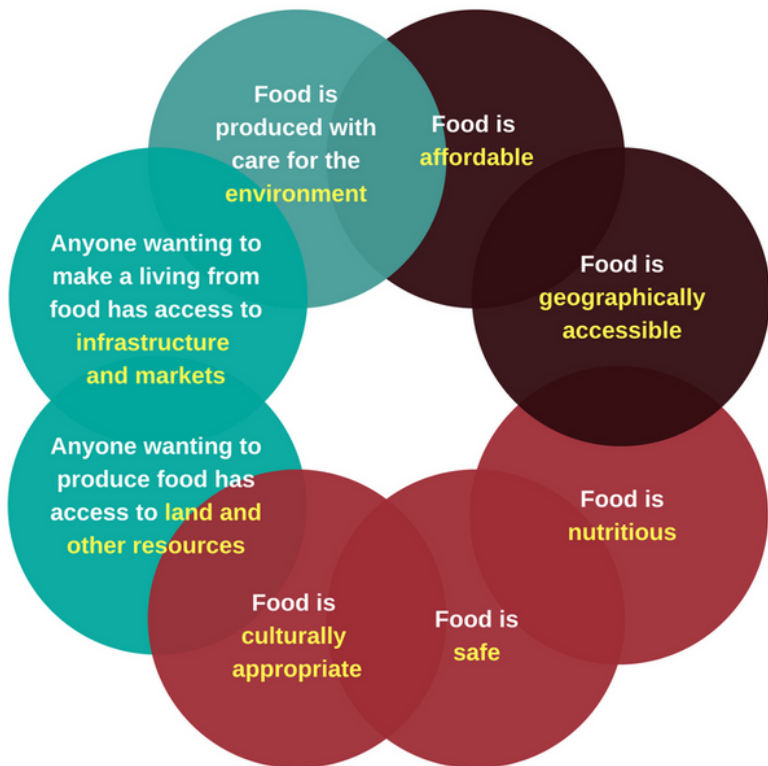 Food is
produced with
care for the
environment
Food is
affordable
Food is
geographically
accessible
Food is
nutritious
Food is
safe
Food is
culturally
appropriate
Anyone wanting to
produce food has
access to land and
other resources
Anyone wanting to
make a living from
food has access to
infrastructure
and markets